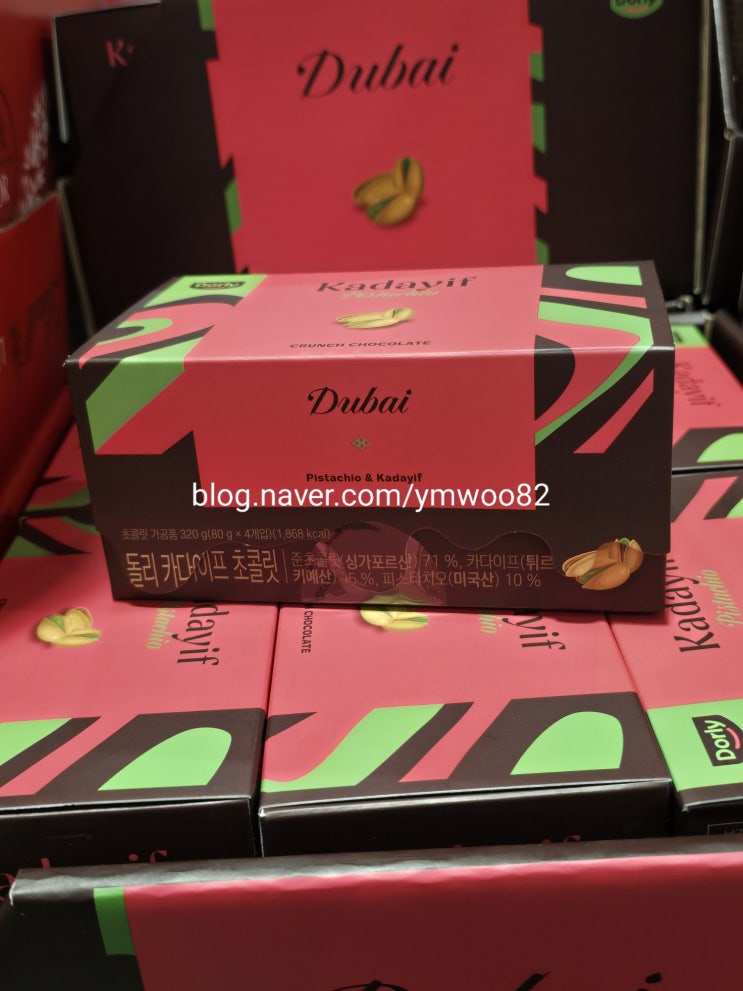 Dorly
Dubai
Dorly
Kadayif
Pistachio
CRUNCH CHOCOLATE
Dubai
Pistachio & Kadayif
blog.naver.com/ymwoo82
초콜릿 가공품 320 g(80 g × 4개입)(1,868 kcal)
돌리 카다이프 초콜릿
준초콜릿(싱가포르산) 71 %, 카다이프(튀르
키예산) 15 %, 피스타치오(미국산) 10 %
Kadayif
Kadayif
CHOCOLATE
Kadayif
Pistachio
Dorly